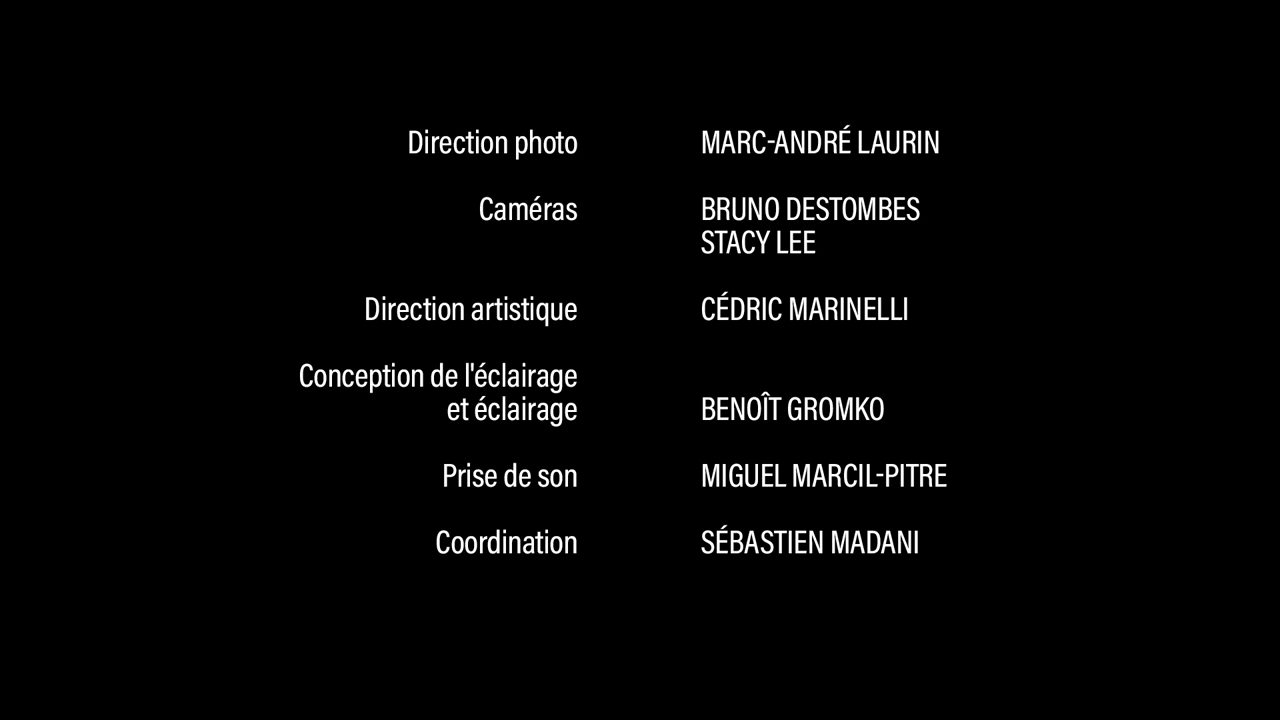 Direction photo MARC-ANDRÉ LAURIN
Caméras BRUNO DESTOMBES
STACY LEE
Direction artistique CÉDRIC MARINELLI
Conception de l'éclairage
et éclairage BENOÎT GROMKO
Prise de son MIGUEL MARCIL-PITRE
Coordination SÉBASTIEN MADANI